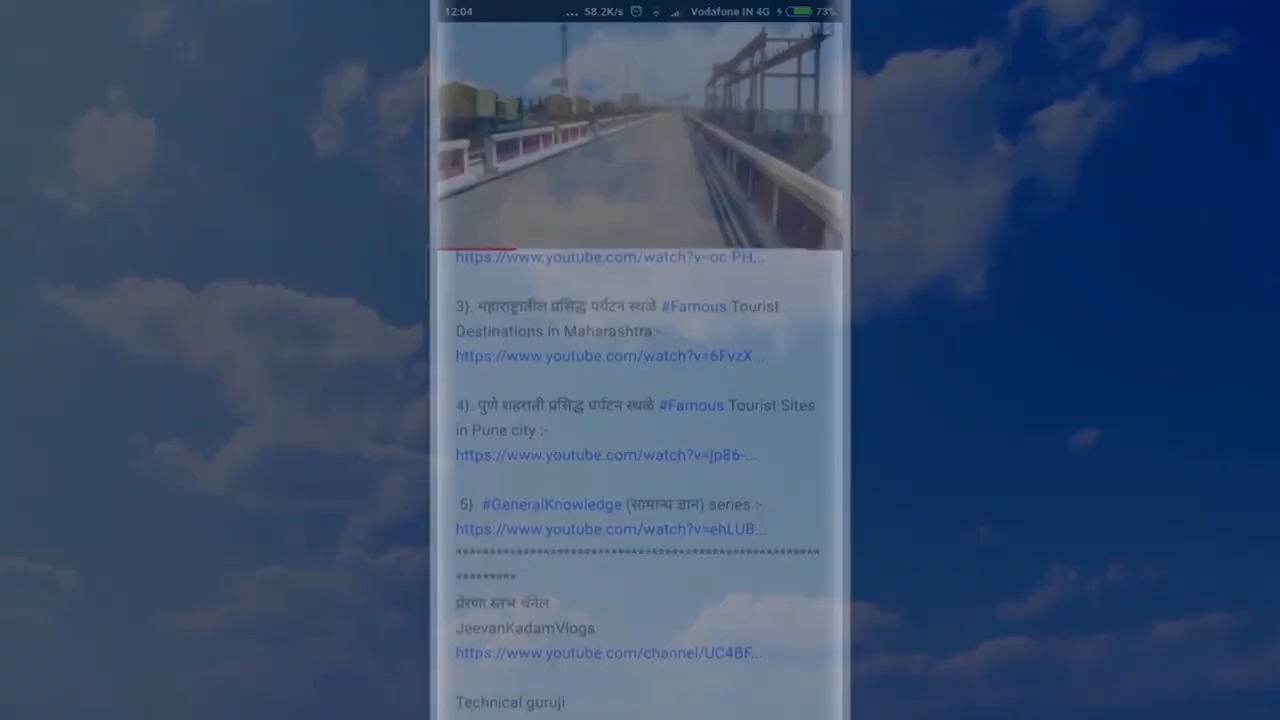 12:04 ... 58.2K/s Vodafone IN 4G 73%
https://www.youtube.com/watch?v=oc-PH...
3}. महाराष्ट्रातील प्रसिद्ध पर्यटन स्थळे #Famous Tourist
Destinations In Maharashtra:-
https://www.youtube.com/watch?v=6FvzX...
4}. पुणे शहराती प्रसिद्ध पर्यटन स्थळे #Famous Tourist Sites
in Pune city :-
https://www.youtube.com/watch?v=jp86-...
5}. #GeneralKnowledge (सामान्य ज्ञान) series :-
https://www.youtube.com/watch?v=ehLUB...
******************************************************
*********
प्रेरणा स्तंभ चॅनेल
JeevanKadamVlogs
https://www.youtube.com/channel/UC4BF...
Technical guruji